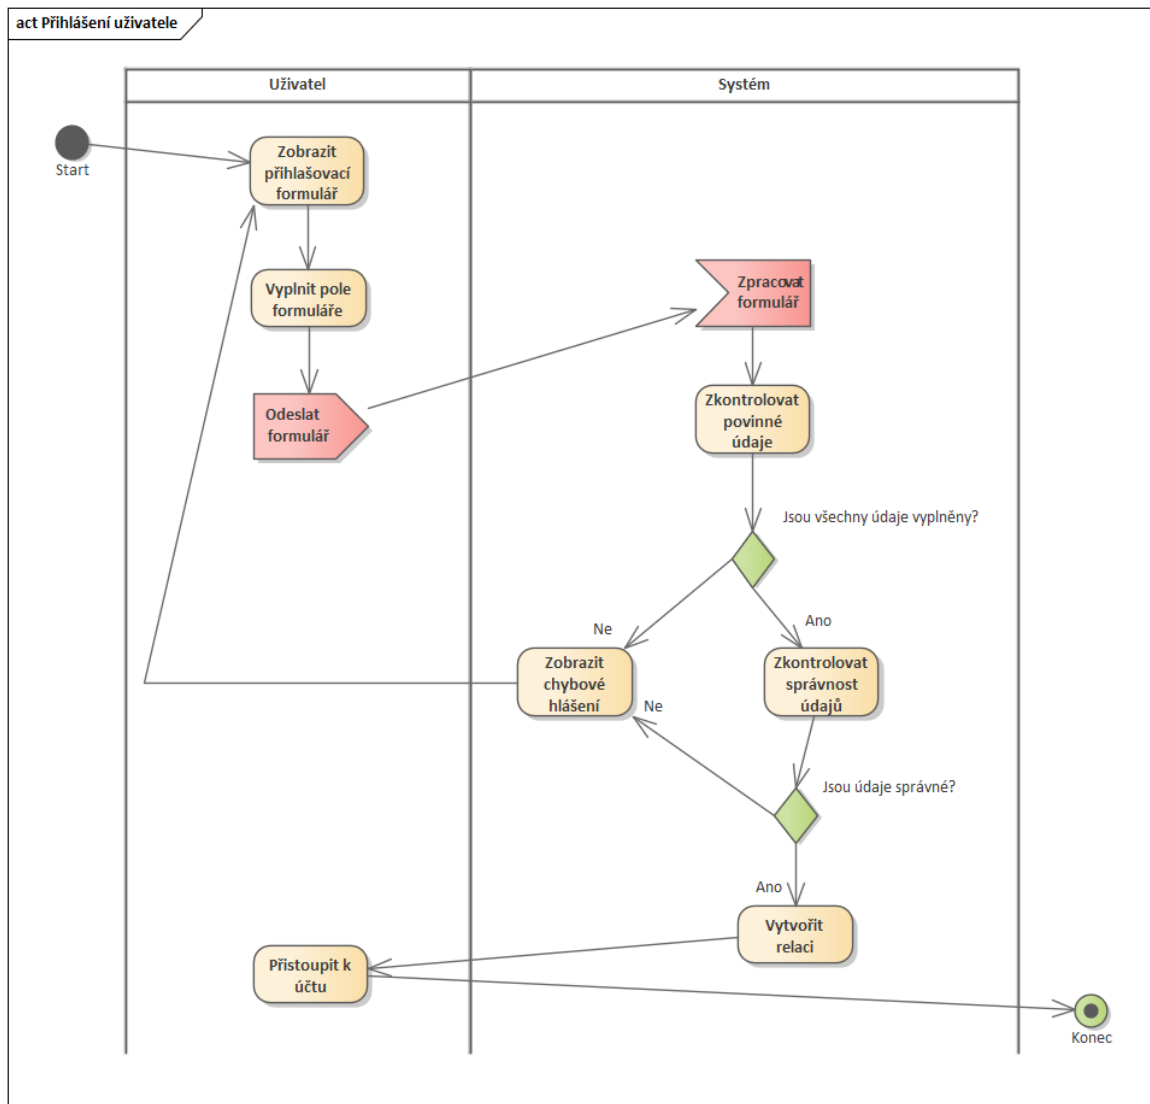 act Přihlášení uživatele
Uživatel
Systém
Start
Zobrazit
přihlašovací
formulář
Vyplnit pole
formuláře
Odeslat
formulář
Zpracovat
formulář
Zkontrolovat
povinné
údaje
Jsou všechny údaje vyplněny?
Ne
Ano
Zobrazit
chybové
hlášení
Zkontrolovat
správnost
údajů
Ne
Jsou údaje správné?
Ano
Vytvořit
relaci
Přistoupit k
účtu
Konec